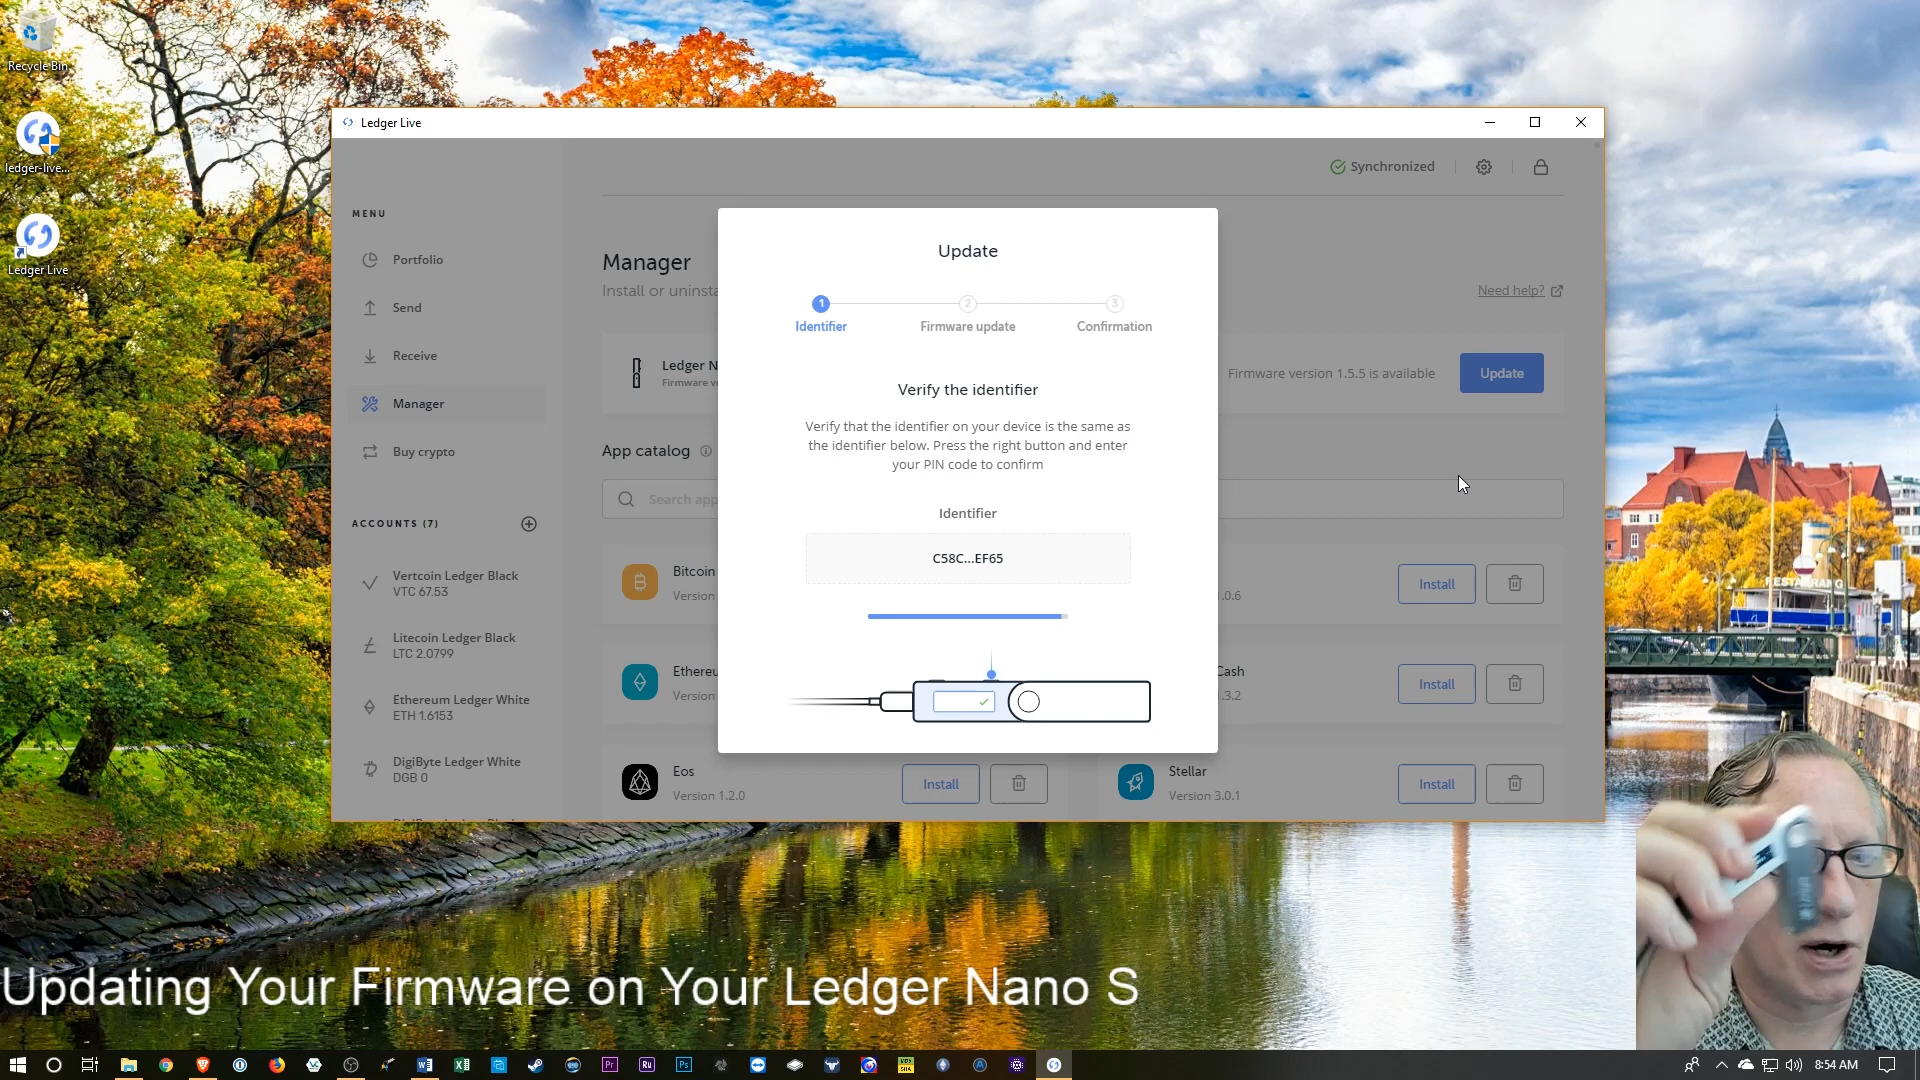 Recycle Bin
ledger-live...
Ledger Live
Ledger Live
Synchronized
MENU
Portfolio
Send
Receive
Manager
Buy crypto
ACCOUNTS (7)
Vertcoin Ledger Black
VTC 67.53
Litecoin Ledger Black
LTC 2.0799
Ethereum Ledger White
ETH 1.6153
DigiByte Ledger White
DGB 0
Manager
Install or uninsta
Need help?
Ledger N
Firmware ve
Firmware version 1.5.5 is available
Update
App catalog
Search app
Bitcoin
Version
.0.6
Install
Ethereu
Version
Cash
.3.2
Install
Eos
Version 1.2.0
Install
Stellar
Version 3.0.1
Install
Update
1
2
3
Identifier
Firmware update
Confirmation
Verify the identifier
Verify that the identifier on your device is the same as
the identifier below. Press the right button and enter
your PIN code to confirm
Identifier
C58C...EF65
RESTAURANG
Updating Your Firmware on Your Ledger Nano S
8:54 AM